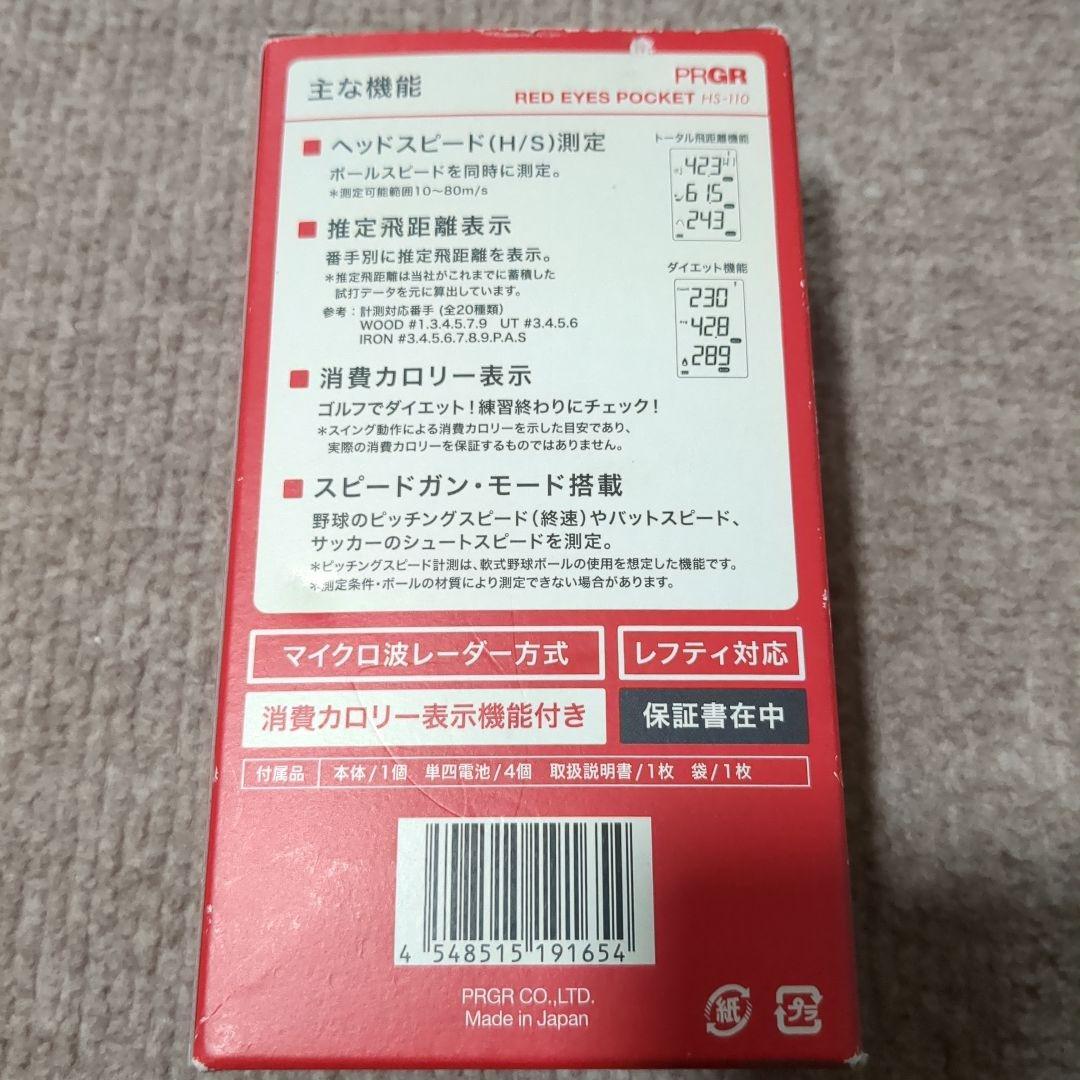 主な機能
PRGR
RED EYES POCKET HS-110
■ ヘッドスピード(H/S)測定
ボールスピードを同時に測定。
＊測定可能範囲10〜80m/s
トータル飛距離機能
423
61.5
243
■ 推定飛距離表示
番手別に推定飛距離を表示。
＊推定飛距離は当社がこれまでに蓄積した
試打データを元に算出しています。
参考：計測対応番手 (全20種類)
WOOD #1.3.4.5.7.9 UT #3.4.5.6
IRON #3.4.5.6.7.8.9.P.A.S
ダイエット機能
230
42.8
289
■ 消費カロリー表示
ゴルフでダイエット！練習終わりにチェック！
＊スイング動作による消費カロリーを示した目安であり、
実際の消費カロリーを保証するものではありません。
■ スピードガン・モード搭載
野球のピッチングスピード（終速）やバットスピード、
サッカーのシュートスピードを測定。
＊ピッチングスピード計測は、軟式野球ボールの使用を想定した機能です。
＊測定条件・ボールの材質により測定できない場合があります。
マイクロ波レーダー方式
レフティ対応
消費カロリー表示機能付き
保証書在中
付属品 本体/1個 単四電池/4個 取扱説明書/1枚 袋/1枚
4 548515 191654
PRGR CO.,LTD.
Made in Japan
紙
プラ